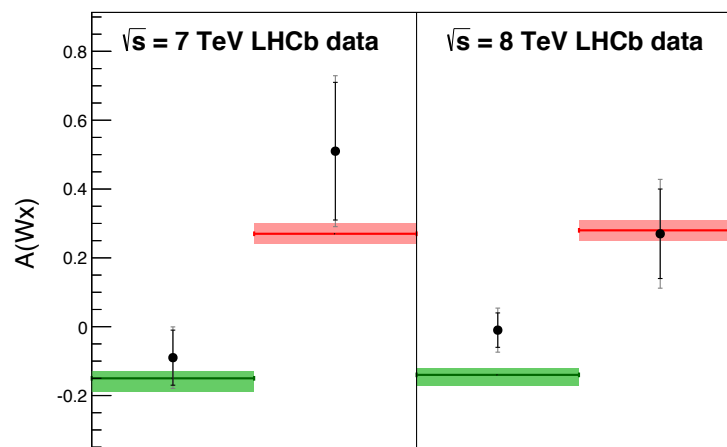 √s = 7 TeV LHCb data
√s = 8 TeV LHCb data
A(Wx)
0.8
0.6
0.4
0.2
0
-0.2